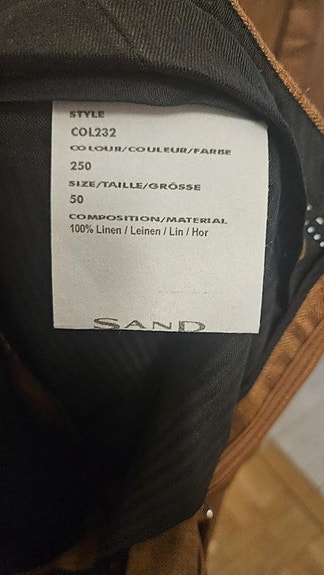 STYLE
COL232
COLOUR/COULEUR/FARBE
250
SIZE/TAILLE/GRÖSSE
50
COMPOSITION/MATERIAL
100% Linen / Leinen / Lin / Hor
SAND